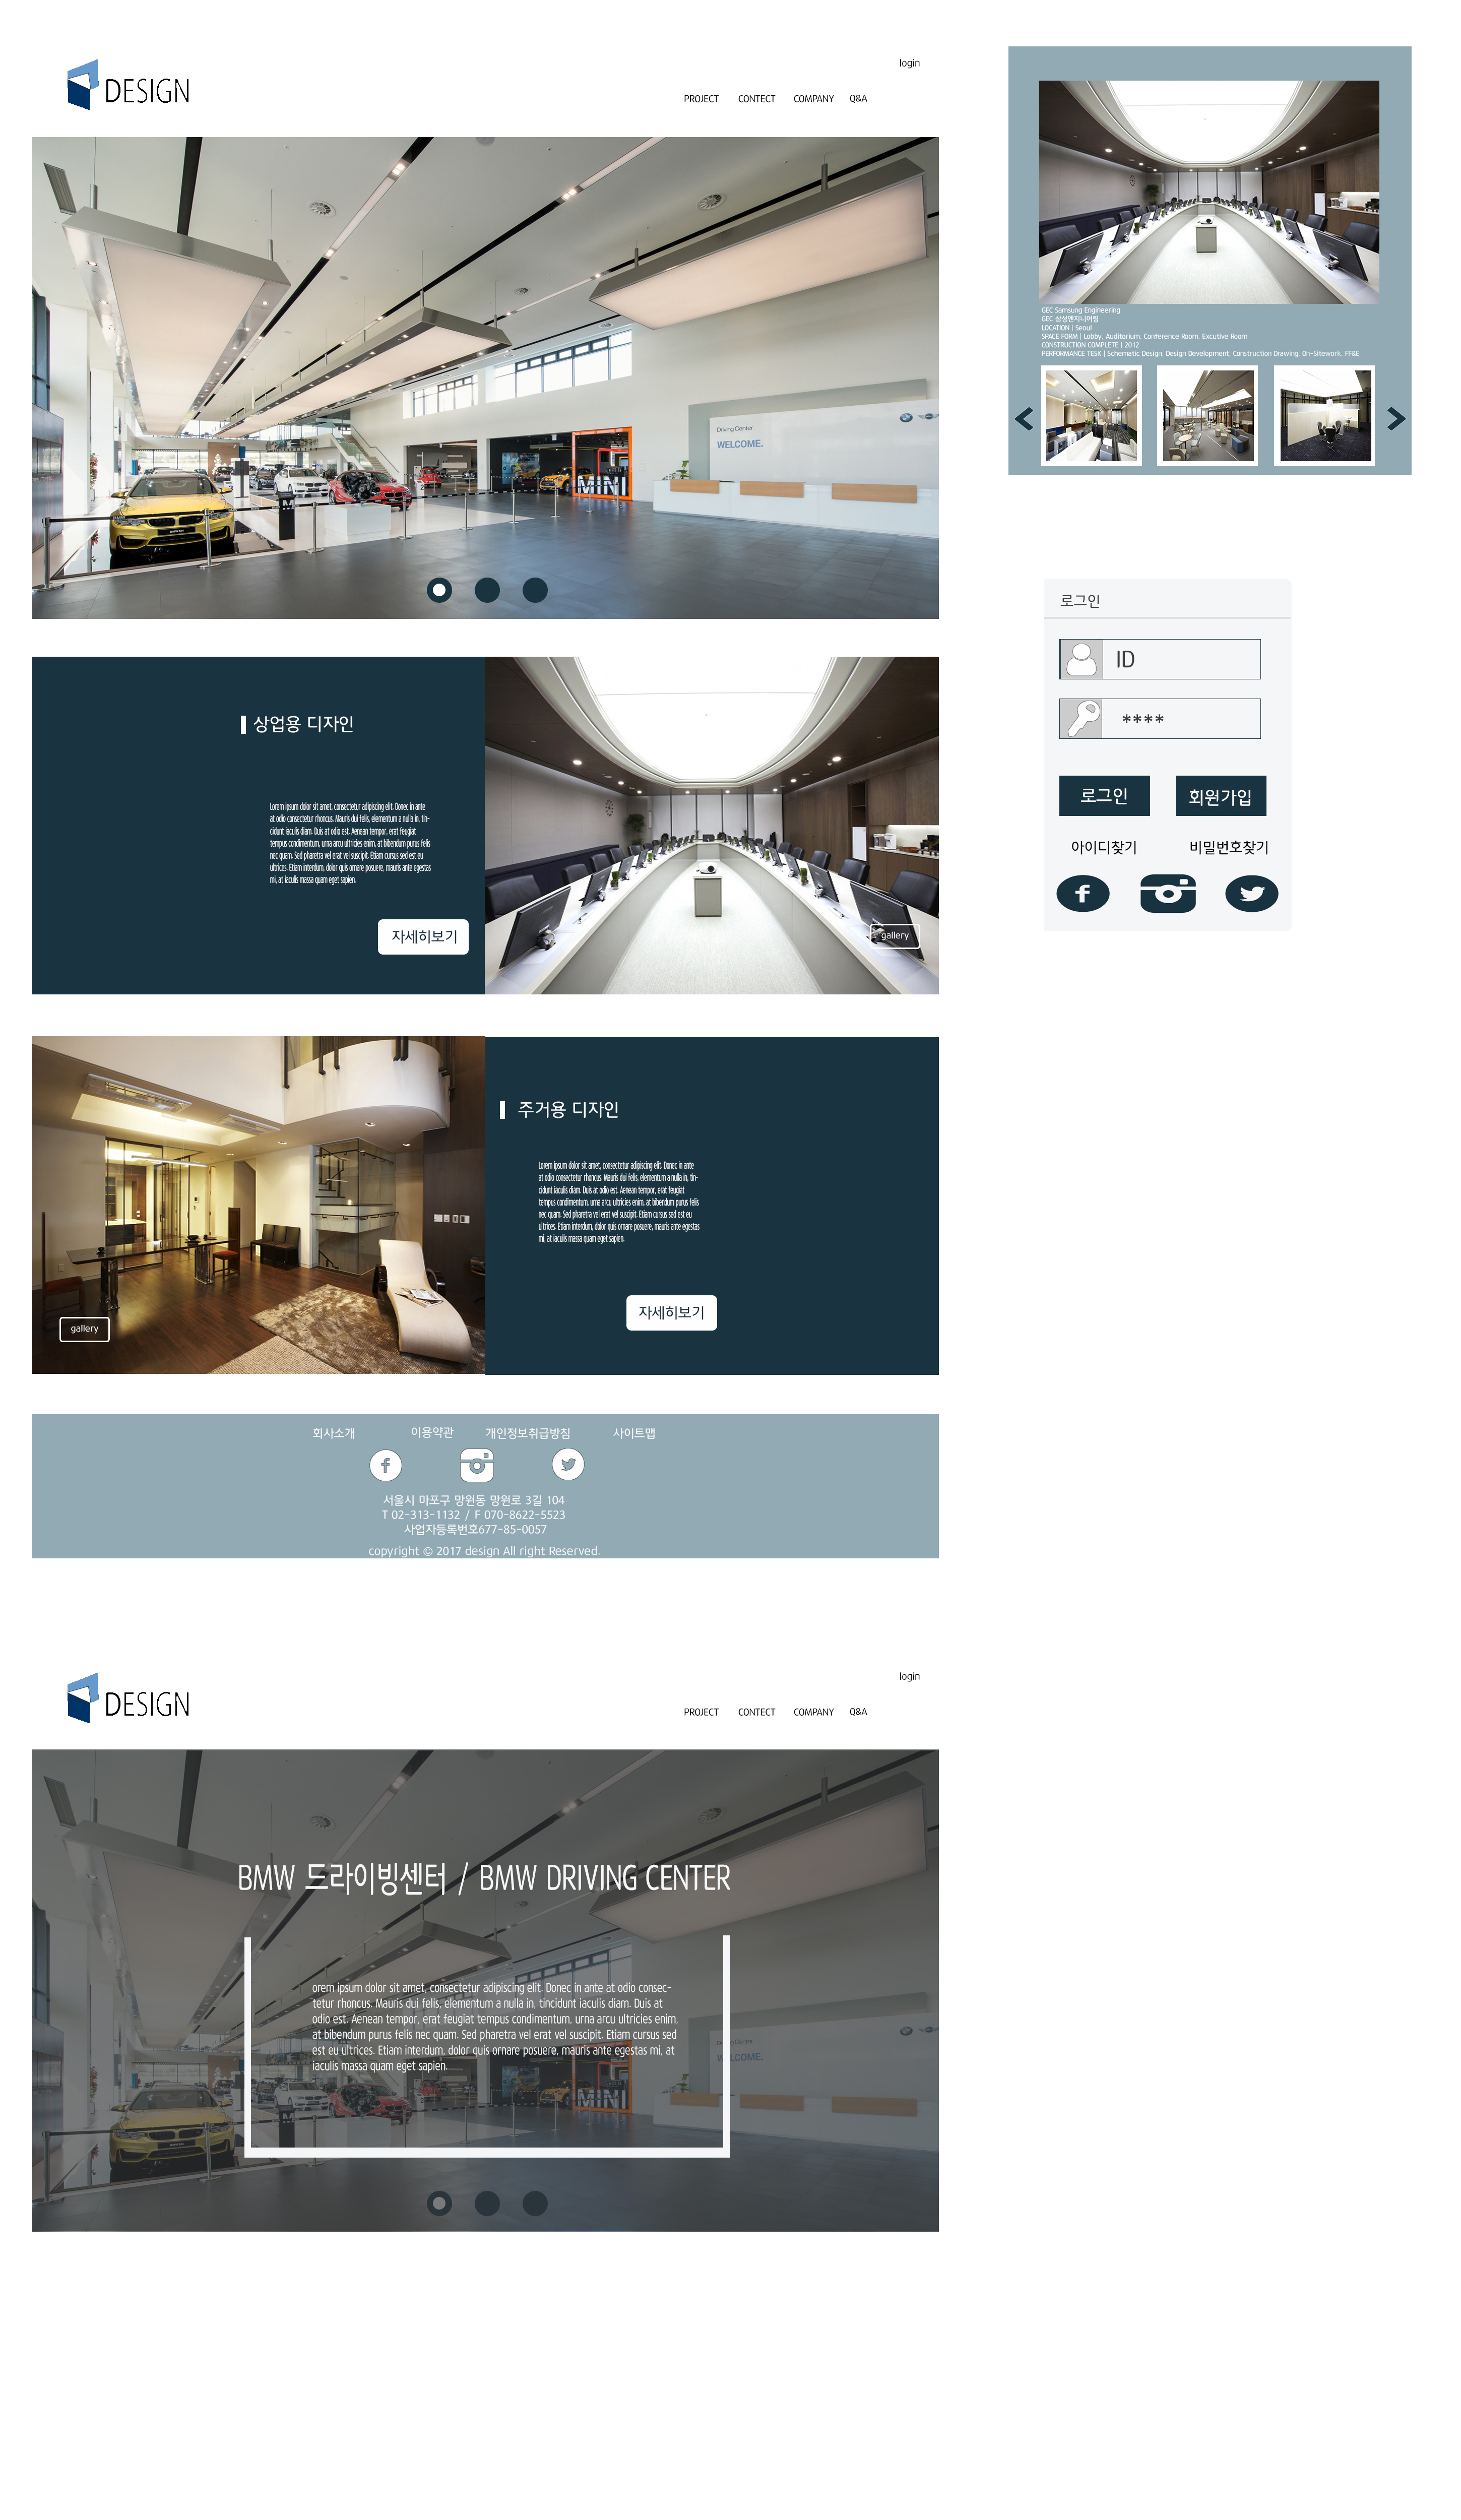 DESIGN
login
PROJECT CONTECT COMPANY Q&A
Driving Center
WELCOME.
상업용 디자인
Lorem ipsum dolor sit amet, consectetur adipiscing elit. Donec in ante
at odio consectetur rhoncus. Mauris dui felis, elementum a nulla in, tin-
cidunt iaculis diam. Duis at odio est. Aenean tempor, erat feugiat
tempus condimentum, urna arcu ultricies enim, at bibendum purus felis
nec quam. Sed pharetra vel erat vel suscipit. Etiam cursus sed est eu
ultrices. Etiam interdum, dolor quis ornare posuere, mauris ante egestas
mi, at iaculis massa quam eget sapien.
자세히보기
gallery
주거용 디자인
Lorem ipsum dolor sit amet, consectetur adipiscing elit. Donec in ante
at odio consectetur rhoncus. Mauris dui felis, elementum a nulla in, tin-
cidunt iaculis diam. Duis at odio est. Aenean tempor, erat feugiat
tempus condimentum, urna arcu ultricies enim, at bibendum purus felis
nec quam. Sed pharetra vel erat vel suscipit. Etiam cursus sed est eu
ultrices. Etiam interdum, dolor quis ornare posuere, mauris ante egestas
mi, at iaculis massa quam eget sapien.
자세히보기
gallery
회사소개 이용약관 개인정보취급방침 사이트맵
서울시 마포구 망원동 망원로 3길 104
T 02-313-1132 / F 070-8622-5523
사업자등록번호677-85-0057
copyright © 2017 design All right Reserved.
GEC Samsung Engineering
GEC 삼성엔지니어링
LOCATION | Seoul
SPACE FORM | Lobby, Auditorium, Conference Room, Excutive Room
CONSTRUCTION COMPLETE | 2012
PERFORMANCE TESK | Schematic Design, Design Development, Construction Drawing, On-Sitework, FF&E
로그인
ID
****
로그인 회원가입
아이디찾기 비밀번호찾기
DESIGN
login
PROJECT CONTECT COMPANY Q&A
BMW 드라이빙센터 / BMW DRIVING CENTER
orem ipsum dolor sit amet, consectetur adipiscing elit. Donec in ante at odio consec-
tetur rhoncus. Mauris dui felis, elementum a nulla in, tincidunt iaculis diam. Duis at
odio est. Aenean tempor, erat feugiat tempus condimentum, urna arcu ultricies enim,
at bibendum purus felis nec quam. Sed pharetra vel erat vel suscipit. Etiam cursus sed
est eu ultrices. Etiam interdum, dolor quis ornare posuere, mauris ante egestas mi, at
iaculis massa quam eget sapien.
Driving Center
WELCOME.
MINI